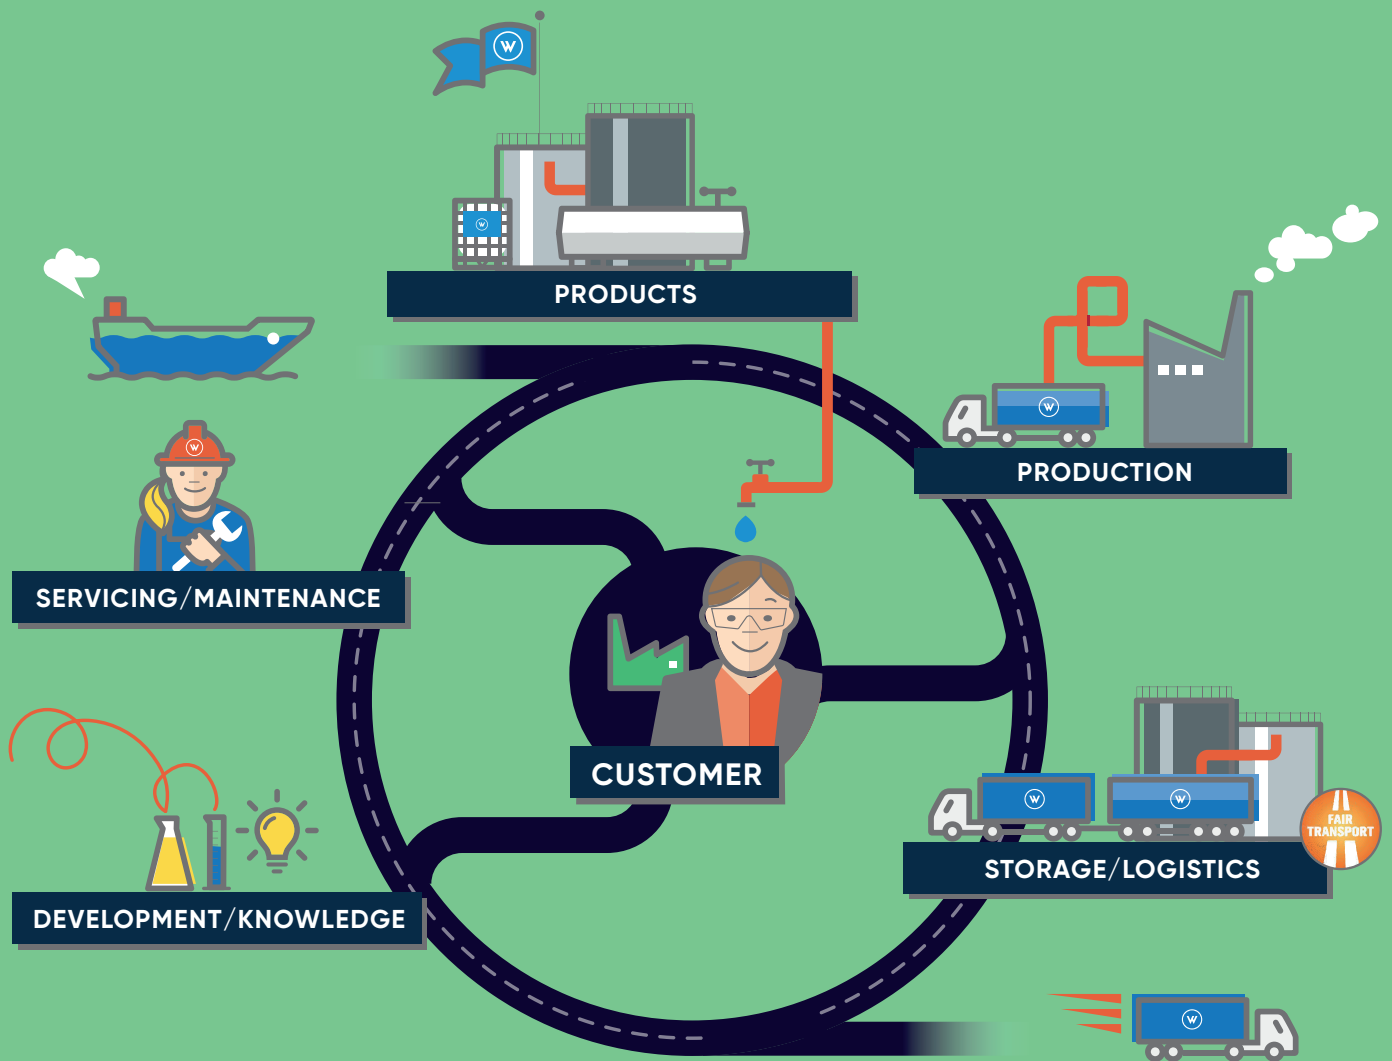 W
PRODUCTS
PRODUCTION
SERVICING/MAINTENANCE
CUSTOMER
STORAGE/LOGISTICS
FAIR
TRANSPORT
DEVELOPMENT/KNOWLEDGE